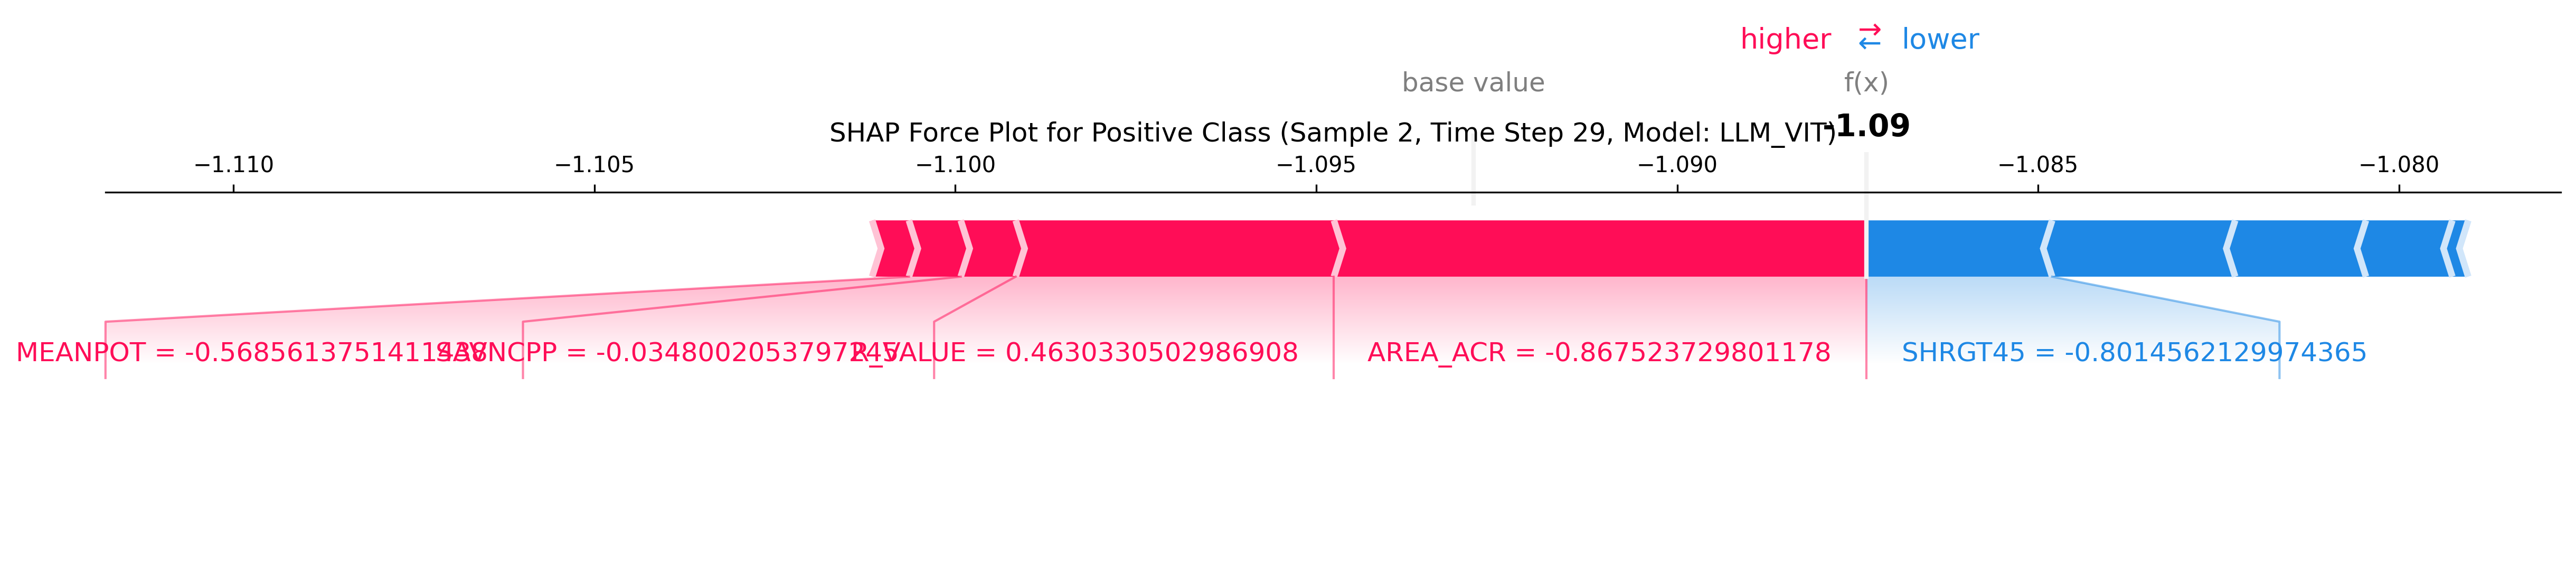 higher ⇄ lower
base value f(x)
SHAP Force Plot for Positive Class (Sample 2, Time Step 29, Model: LLM_VIT) -1.09
−1.110 −1.105 −1.100 −1.095 −1.090 −1.085 −1.080
MEANPOT = SAVNCPP = R_VALUE = 0.4630330502986908 AREA_ACR = -0.867523729801178 SHRGT45 = -0.8014562129974365